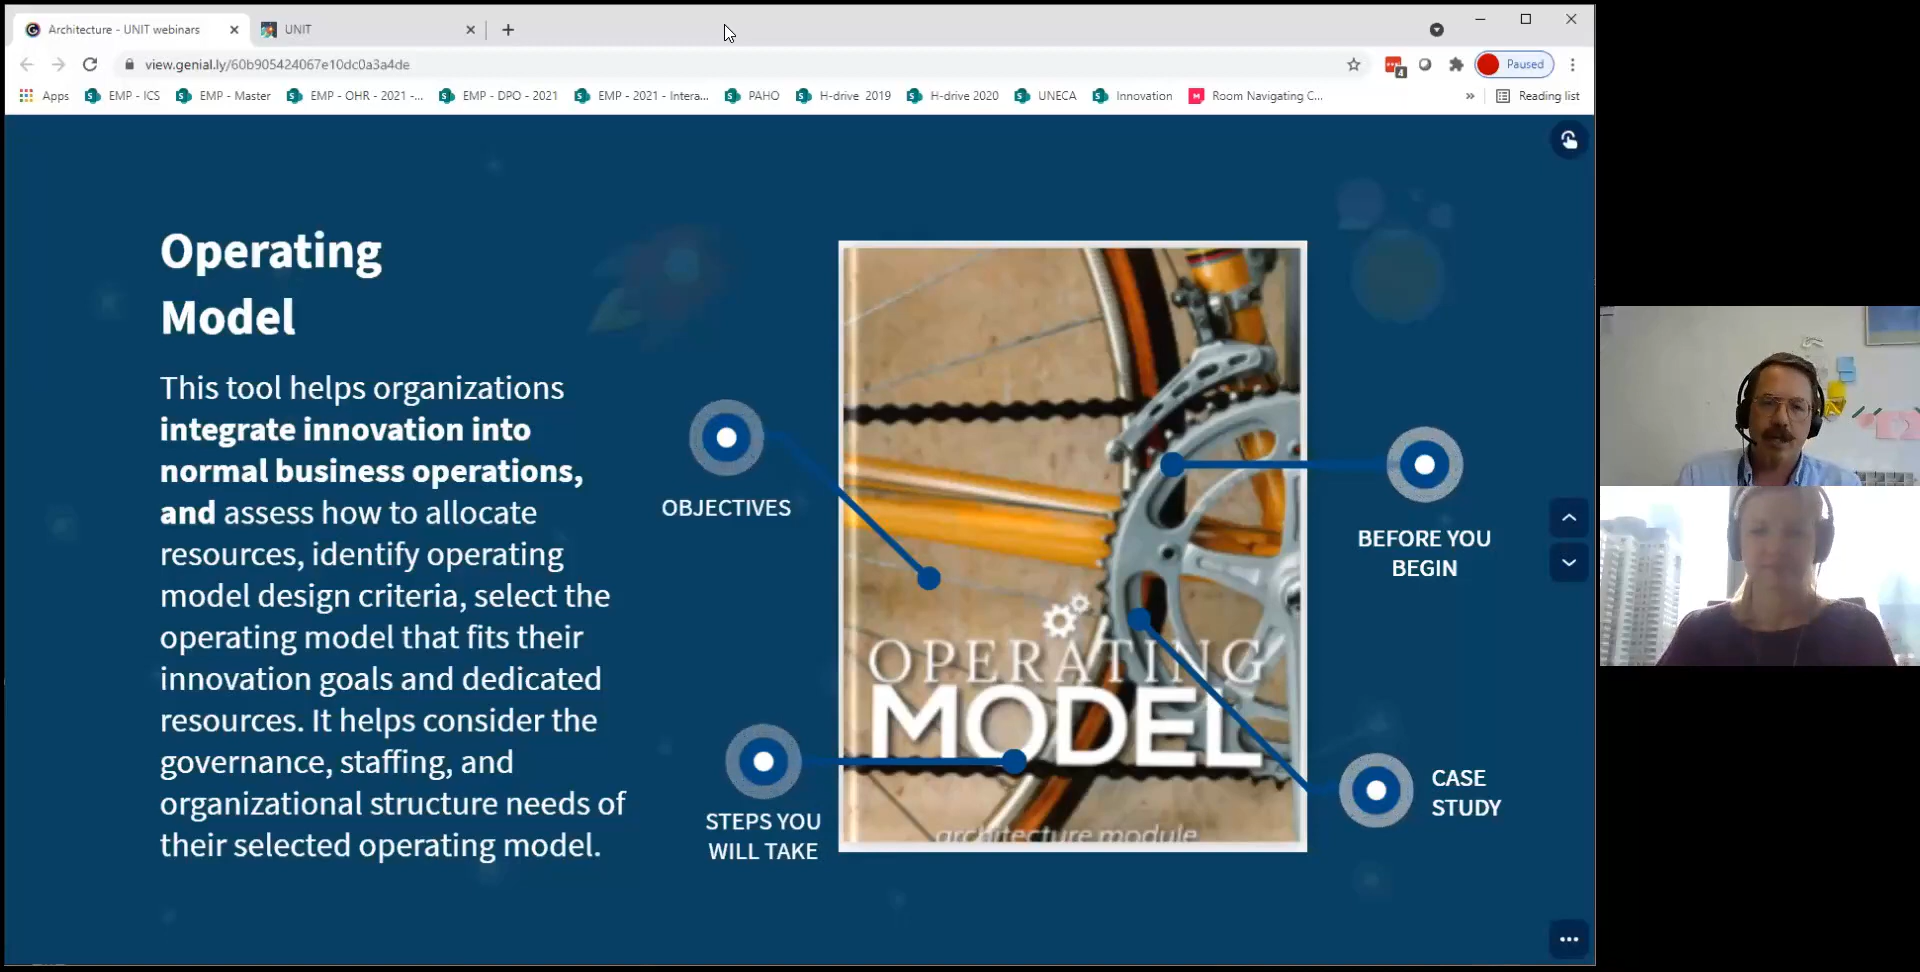 Architecture - UNIT webinars
UNIT
view.genial.ly/60b905424067e10dc0a3a4de
4
Paused
Apps
EMP - ICS
EMP - Master
EMP - OHR - 2021 -...
EMP - DPO - 2021
EMP - 2021 - Intera...
PAHO
H-drive 2019
H-drive 2020
UNECA
Innovation
Room Navigating C...
»
Reading list
Operating
Model
This tool helps organizations
integrate innovation into
normal business operations,
and assess how to allocate
resources, identify operating
model design criteria, select the
operating model that fits their
innovation goals and dedicated
resources. It helps consider the
governance, staffing, and
organizational structure needs of
their selected operating model.
OBJECTIVES
BEFORE YOU
BEGIN
STEPS YOU
WILL TAKE
CASE
STUDY
OPERATING
MODEL
architecture module